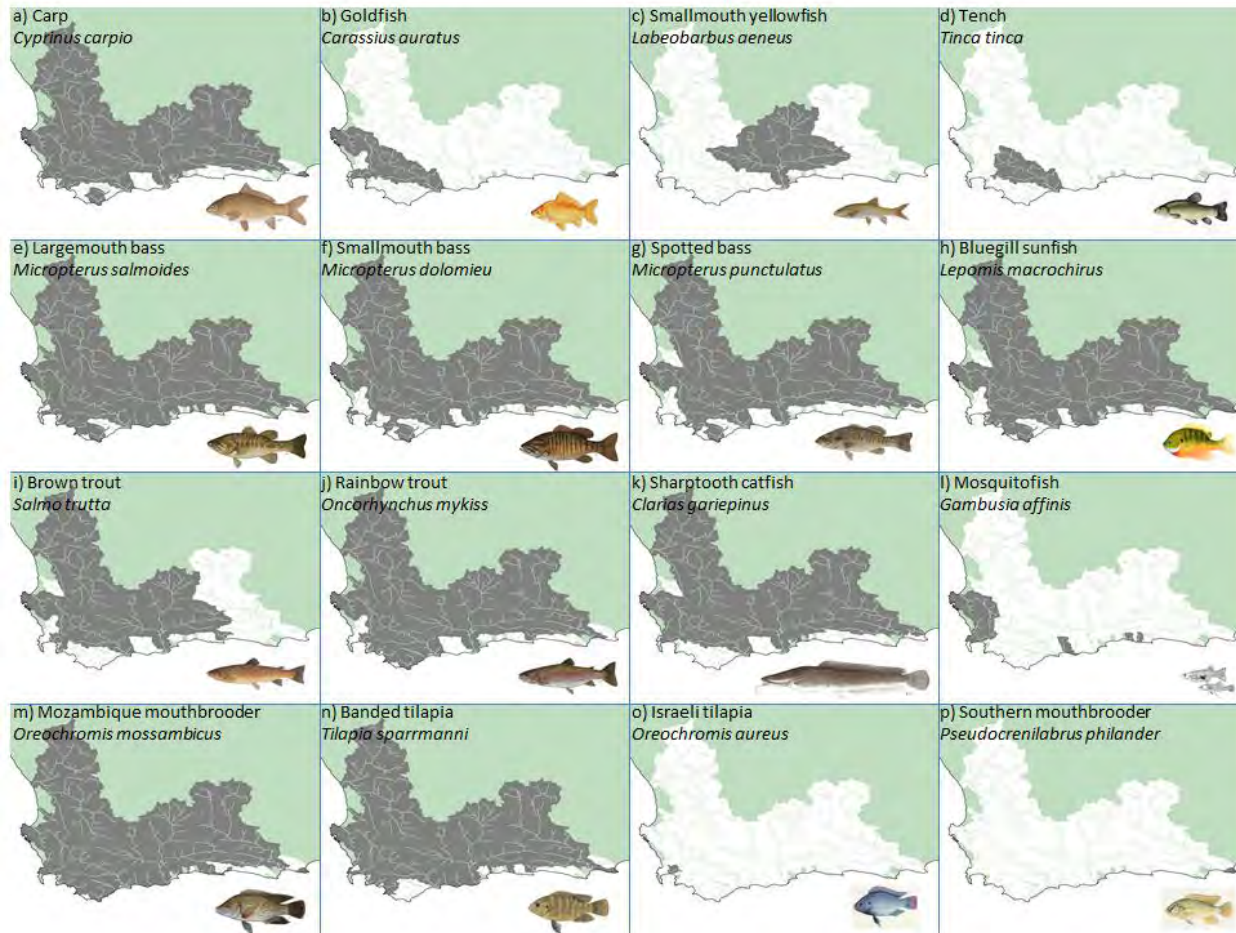 a) Carp
Cyprinus carpio
b) Goldfish
Carassius auratus
c) Smallmouth yellowfish
Labeobarbus aeneus
d) Tench
Tinca tinca
e) Largemouth bass
Micropterus salmoides
f) Smallmouth bass
Micropterus dolomieu
g) Spotted bass
Micropterus punctulatus
h) Bluegill sunfish
Lepomis macrochirus
i) Brown trout
Salmo trutta
j) Rainbow trout
Oncorhynchus mykiss
k) Sharptooth catfish
Clarias gariepinus
l) Mosquitofish
Gambusia affinis
m) Mozambique mouthbrooder
Oreochromis mossambicus
n) Banded tilapia
Tilapia sparrmanni
o) Israeli tilapia
Oreochromis aureus
p) Southern mouthbrooder
Pseudocrenilabrus philander